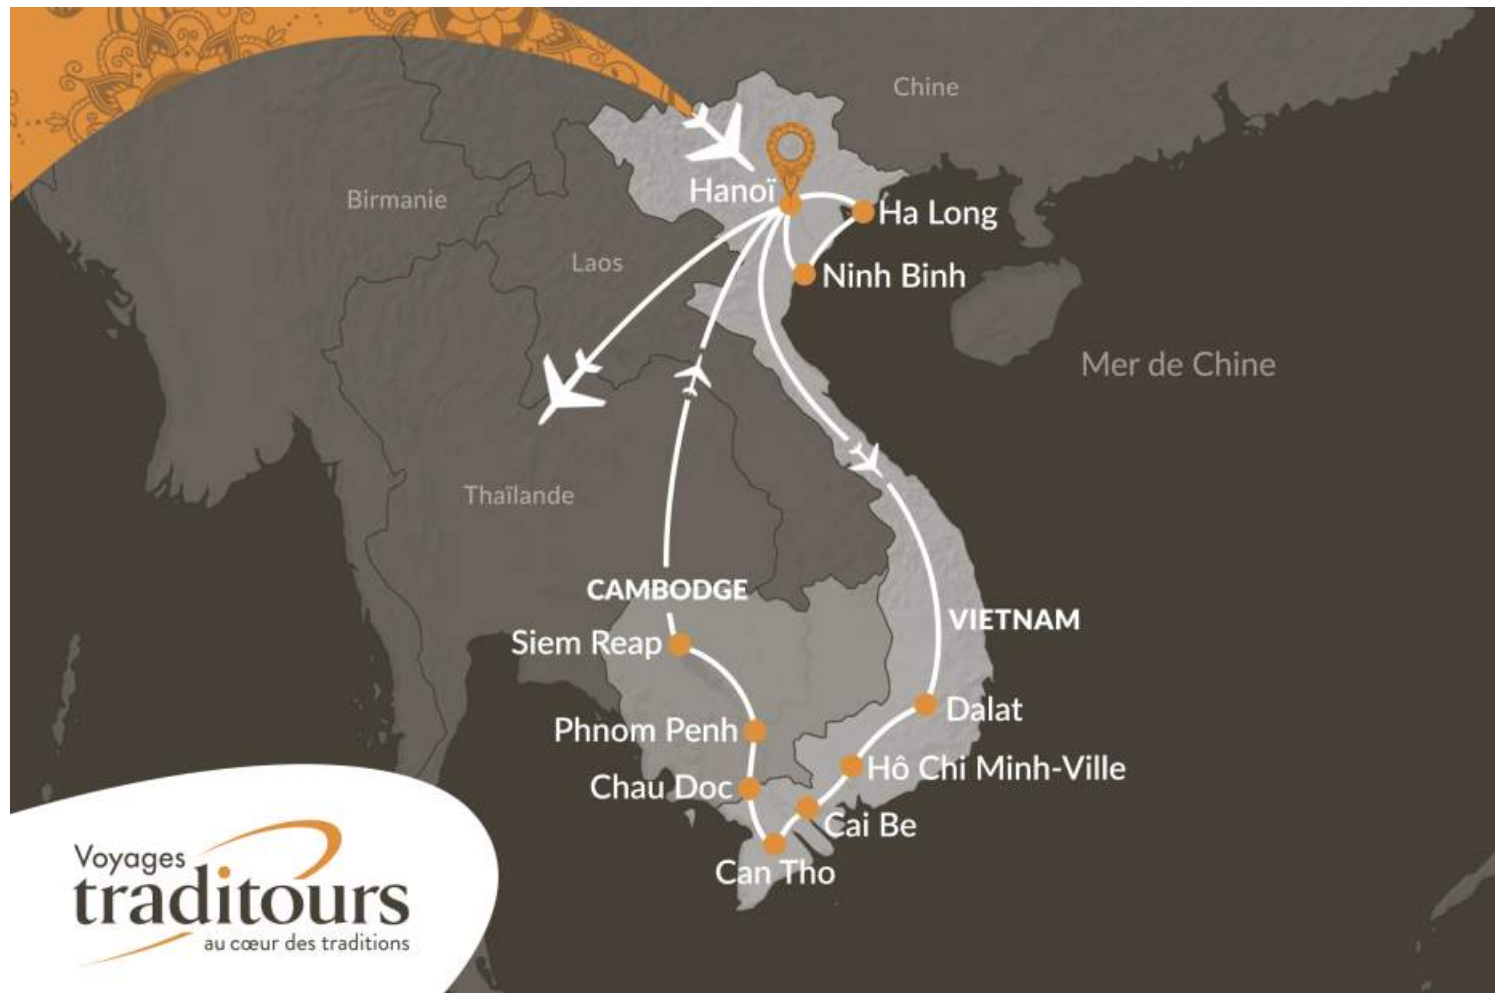 Chine
Birmanie
Hanoï
Ha Long
Laos
Ninh Binh
Mer de Chine
Thaïlande
CAMBODGE
VIETNAM
Siem Reap
Dalat
Phnom Penh
Hô Chi Minh-Ville
Chau Doc
Cai Be
Can Tho
Voyages
traditours
au cœur des traditions